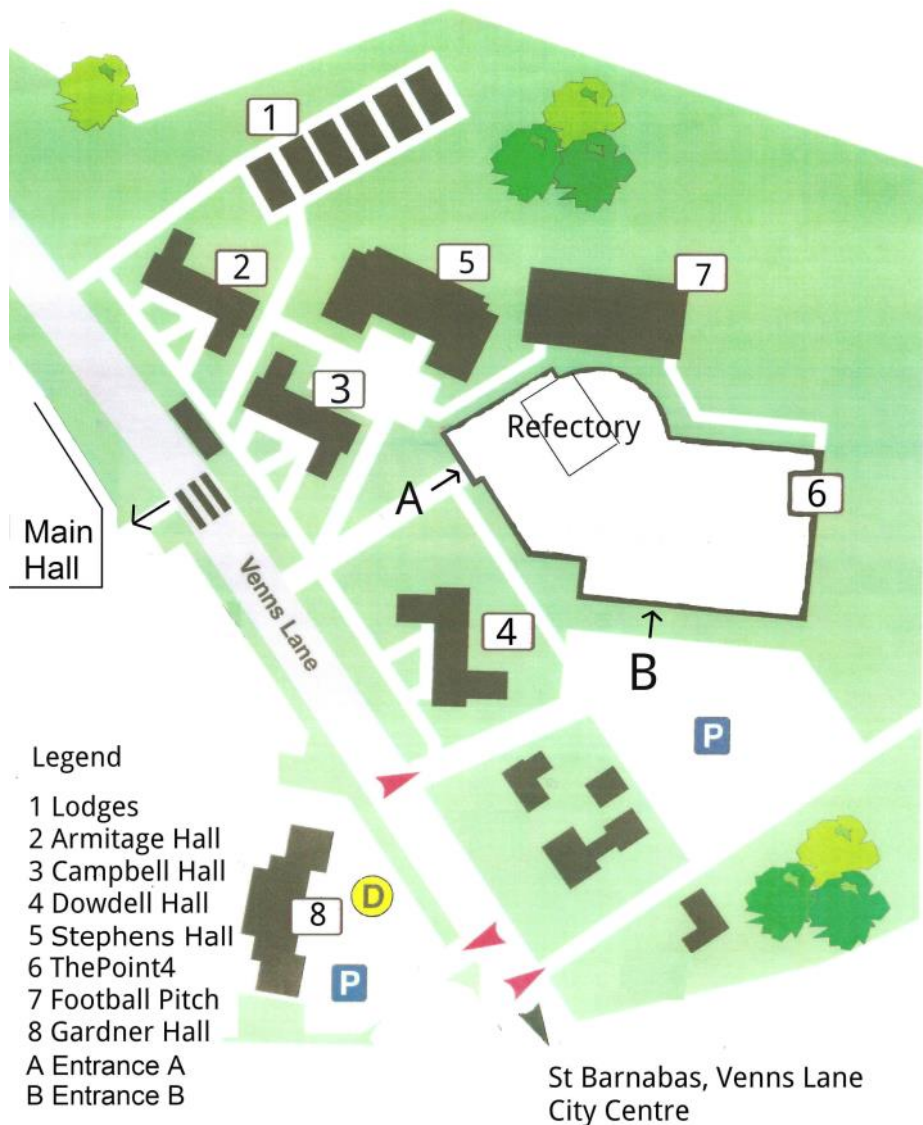 1
2
5
7
3
Refectory
6
A
Main
Hall
Venns Lane
4
B
P
Legend
1 Lodges
2 Armitage Hall
3 Campbell Hall
4 Dowdell Hall
5 Stephens Hall
6 ThePoint4
7 Football Pitch
8 Gardner Hall
A Entrance A
B Entrance B
D
8
P
St Barnabas, Venns Lane
City Centre